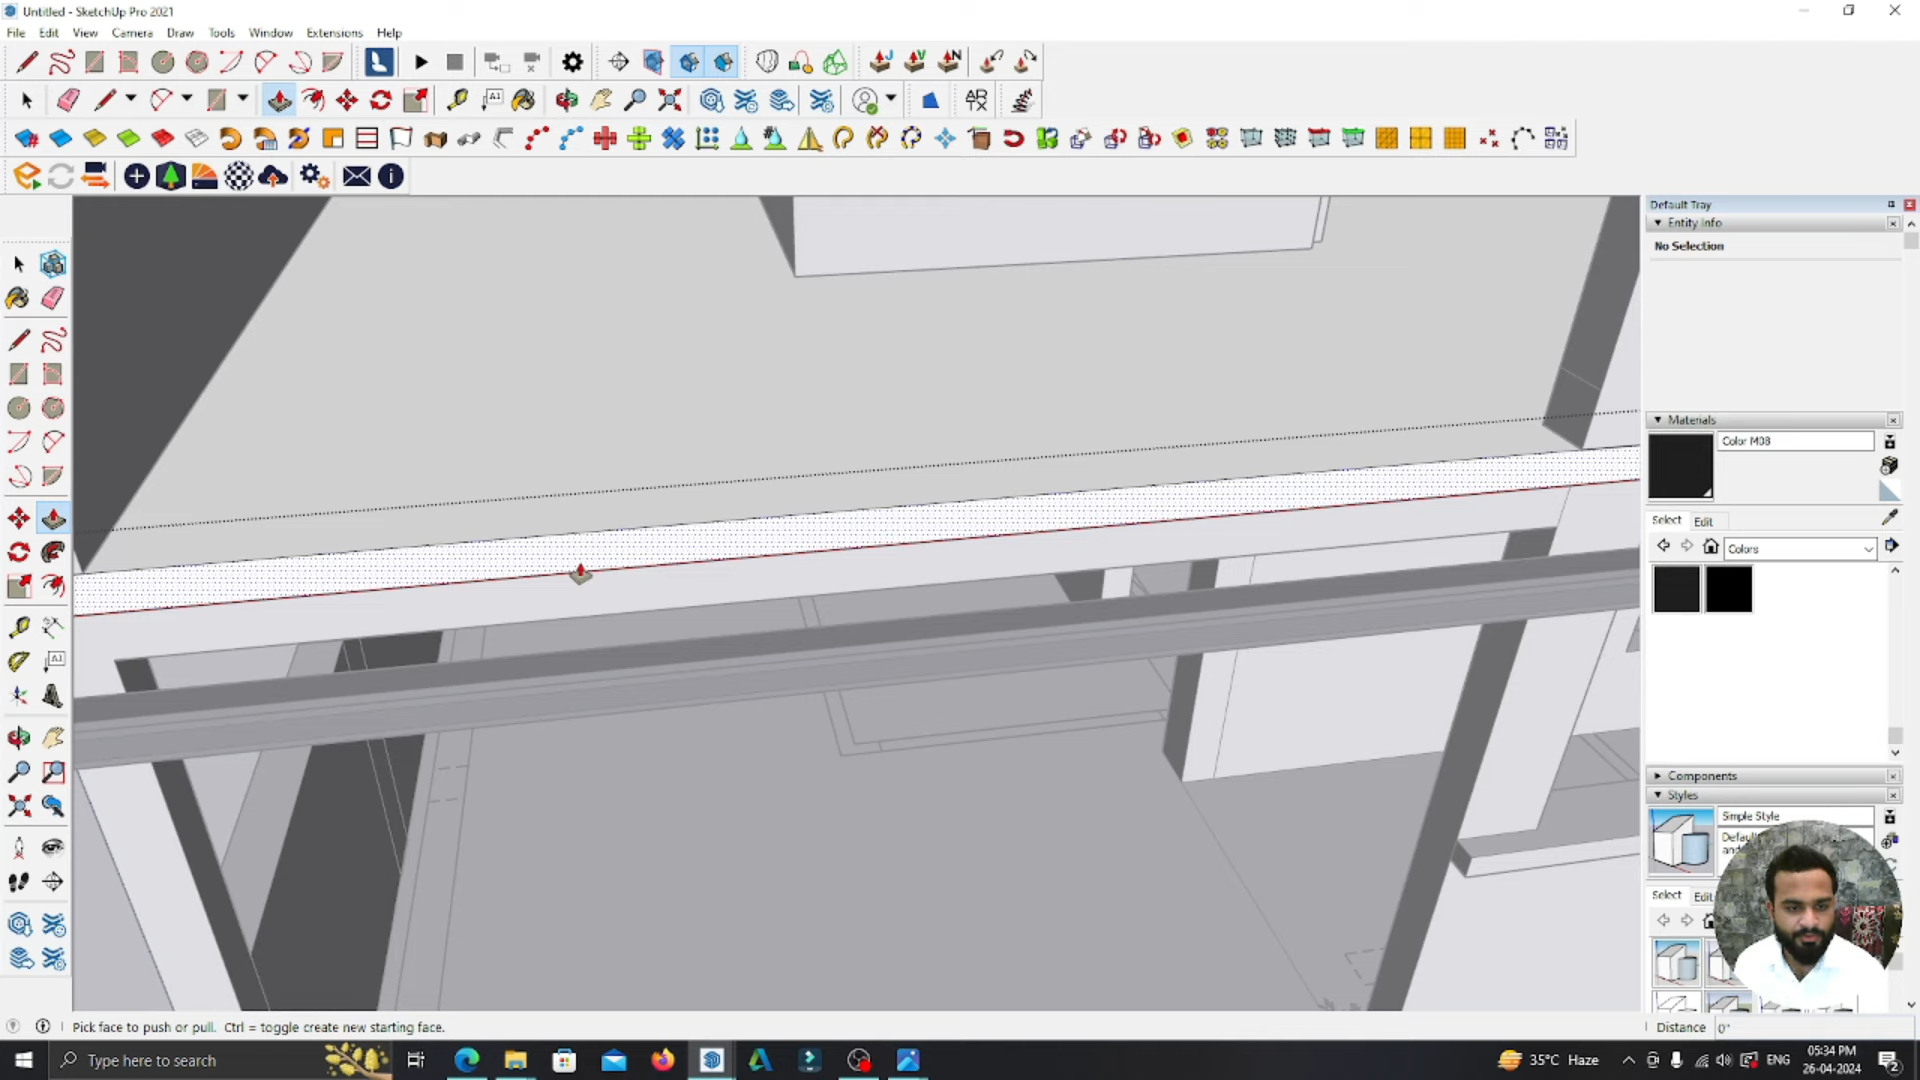 Untitled - SketchUp Pro 2021
File Edit View Camera Draw Tools Window Extensions Help
Default Tray
Entity Info
No Selection
Materials
Color M08
Select Edit
Colors
Components
Styles
Simple Style
Select Edit
Pick face to push or pull. Ctrl = toggle create new starting face.
Distance 0"
Type here to search
35°C Haze
ENG
05:34 PM
26-04-2024
2